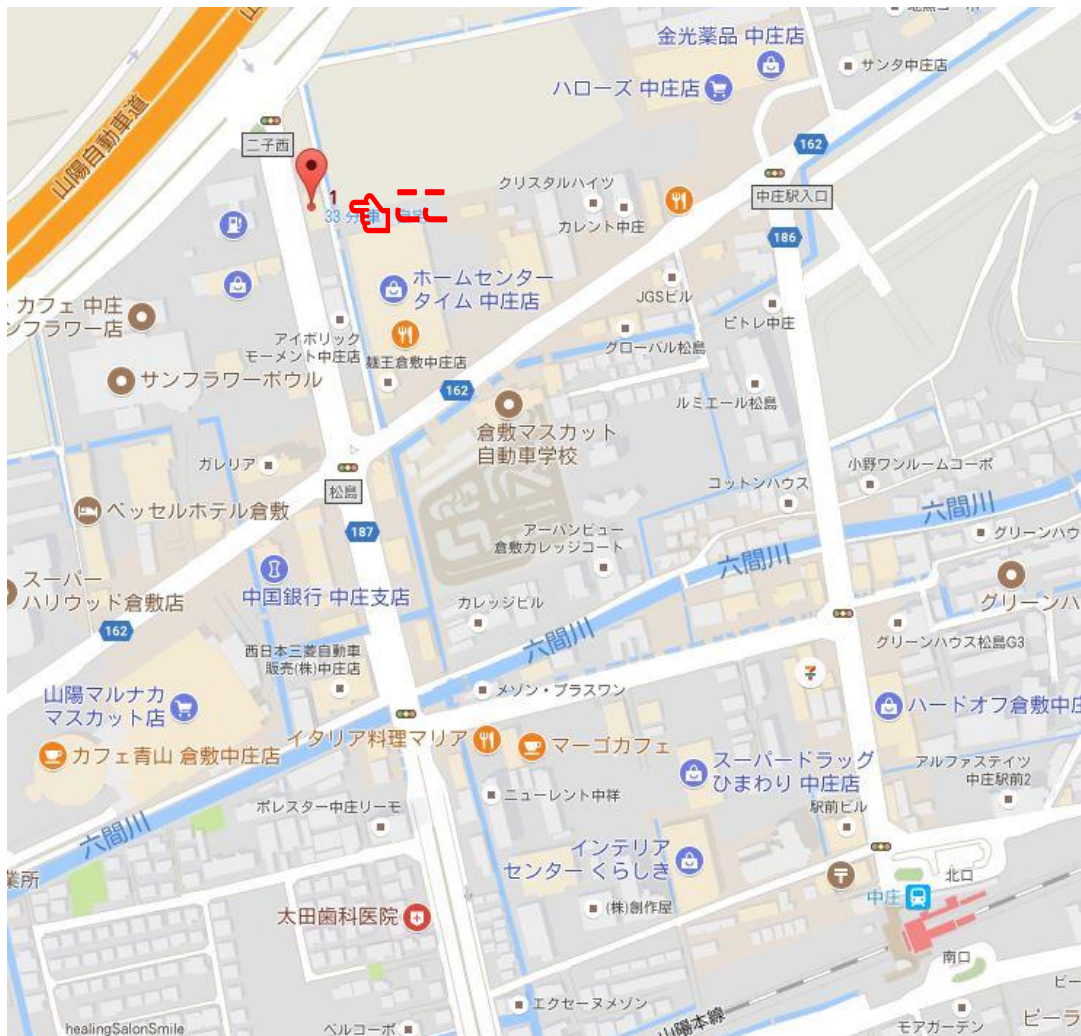 金光薬品 中庄店
サンタ中庄店
ハローズ 中庄店
山陽自動車道
162
二子西
クリスタルハイツ
中庄駅入口
1
ここ
33 分
カレント中庄
186
ホームセンター
タイム 中庄店
JGSビル
カフェ 中庄
ンフラワー店
ピトレ中庄
アイボリック
モーメント中庄店
グローバル松島
麺王倉敷中庄店
サンフラワーボウル
162
ルミエール松島
倉敷マスカット
自動車学校
ガレリア
小野ワンルームコーポ
松島
コットンハウス
ベッセルホテル倉敷
六間川
187
アーバンビュー
倉敷カレッジコート
グリーンハウ
六間川
スーパー
ハリウッド倉敷店
中国銀行 中庄支店
カレッジビル
グリーンハ
162
六間川
西日本三菱自動車
販売(株)中庄店
グリーンハウス松島G3
メゾン・プラスワン
山陽マルナカ
マスカット店
ハードオフ倉敷中庄
イタリア料理マリア
マーゴカフェ
カフェ青山 倉敷中庄店
スーパードラッグ
ひまわり 中庄店
アルファステイツ
中庄駅前2
ニューレント中祥
ポレスター中庄リーモ
駅前ビル
六間川
インテリア
センター くらしき
業所
北口
中庄
太田歯科医院
(株)創作屋
南口
エクセーヌメゾン
ビー
山陽本線
healingSalonSmile
ベルコーポ
モアガーデン
ビーラ